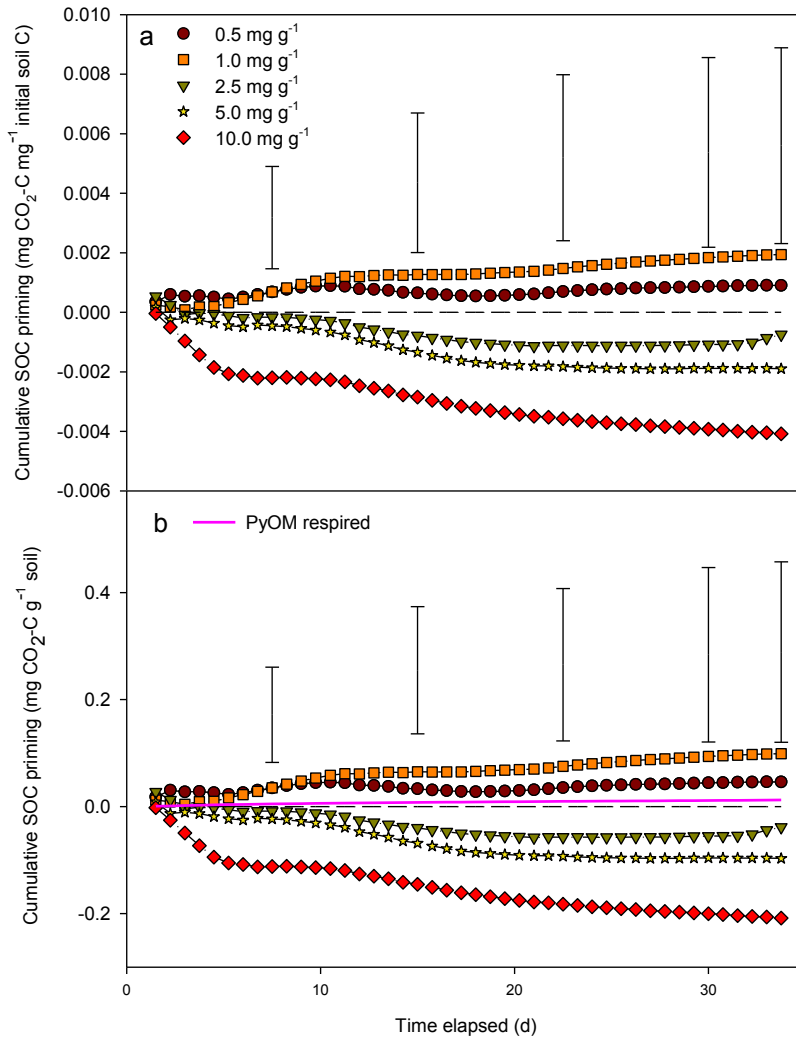 a
0.5 mg g⁻¹
1.0 mg g⁻¹
2.5 mg g⁻¹
5.0 mg g⁻¹
10.0 mg g⁻¹
0.010
0.008
0.006
0.004
0.002
0.000
-0.002
-0.004
-0.006
Cumulative SOC priming (mg CO₂-C mg⁻¹ initial soil C)
b
PyOM respired
0.4
0.2
0.0
-0.2
Cumulative SOC priming (mg CO₂-C g⁻¹ soil)
0
10
20
30
Time elapsed (d)